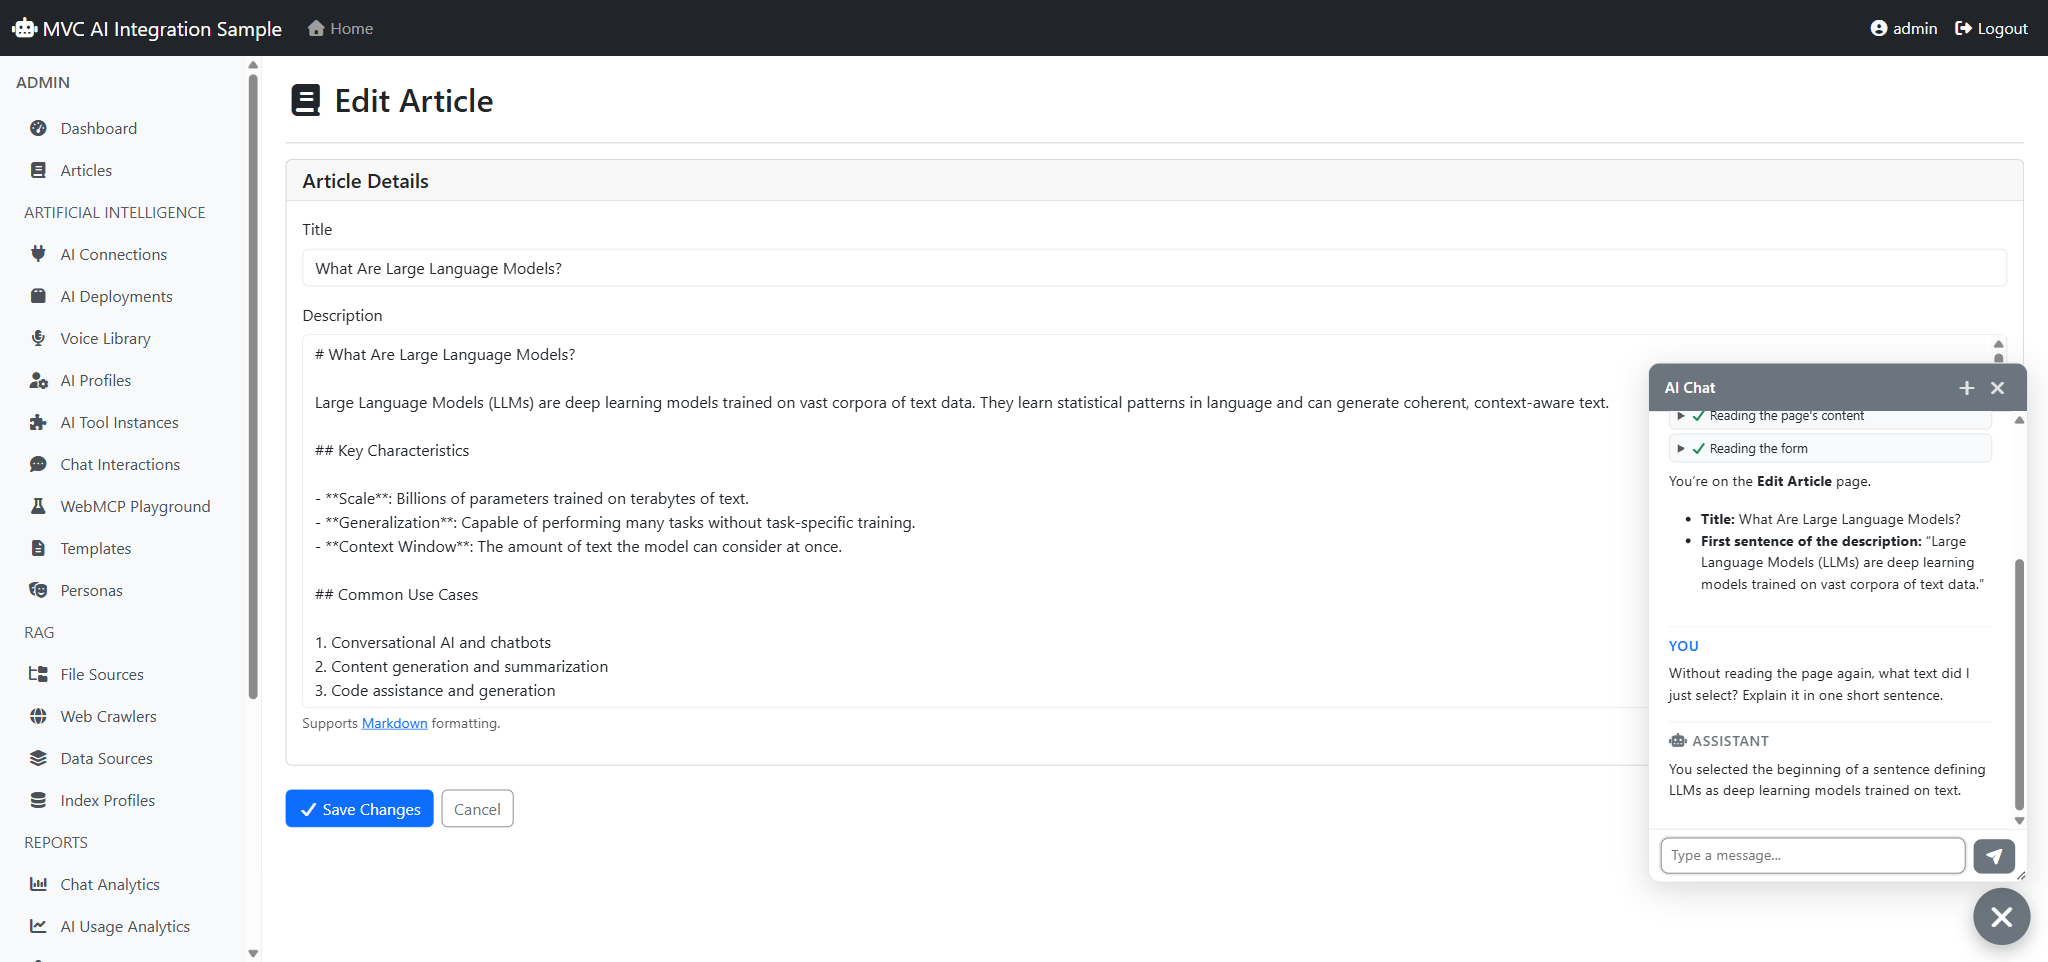 MVC AI Integration Sample
Home
admin
Logout
ADMIN
Dashboard
Articles
ARTIFICIAL INTELLIGENCE
AI Connections
AI Deployments
Voice Library
AI Profiles
AI Tool Instances
Chat Interactions
WebMCP Playground
Templates
Personas
RAG
File Sources
Web Crawlers
Data Sources
Index Profiles
REPORTS
Chat Analytics
AI Usage Analytics
Edit Article
Article Details
Title
What Are Large Language Models?
Description
# What Are Large Language Models?
Large Language Models (LLMs) are deep learning models trained on vast corpora of text data. They learn statistical patterns in language and can generate coherent, context-aware text.
## Key Characteristics
- **Scale**: Billions of parameters trained on terabytes of text.
- **Generalization**: Capable of performing many tasks without task-specific training.
- **Context Window**: The amount of text the model can consider at once.
## Common Use Cases
1. Conversational AI and chatbots
2. Content generation and summarization
3. Code assistance and generation
Supports Markdown formatting.
Save Changes
Cancel
AI Chat
Reading the page's content
Reading the form
You're on the Edit Article page.
• Title: What Are Large Language Models?
• First sentence of the description: “Large
Language Models (LLMs) are deep learning
models trained on vast corpora of text data.”
YOU
Without reading the page again, what text did I
just select? Explain it in one short sentence.
ASSISTANT
You selected the beginning of a sentence defining
LLMs as deep learning models trained on text.
Type a message...